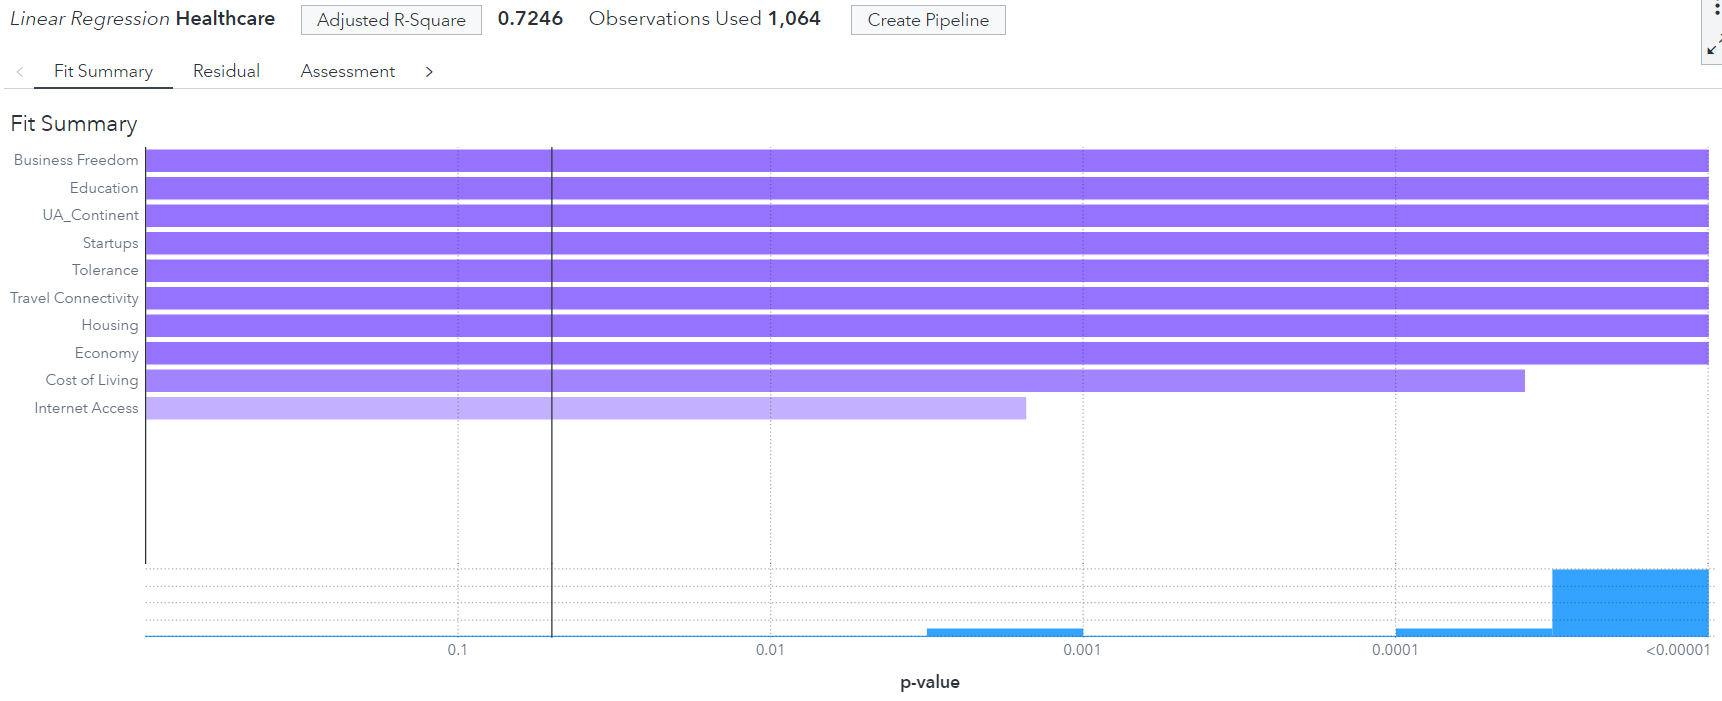 Linear Regression Healthcare Adjusted R-Square 0.7246 Observations Used 1,064 Create Pipeline
Fit Summary Residual Assessment
Fit Summary
Business Freedom
Education
UA_Continent
Startups
Tolerance
Travel Connectivity
Housing
Economy
Cost of Living
Internet Access
0.1 0.01 0.001 0.0001 <0.00001
p-value